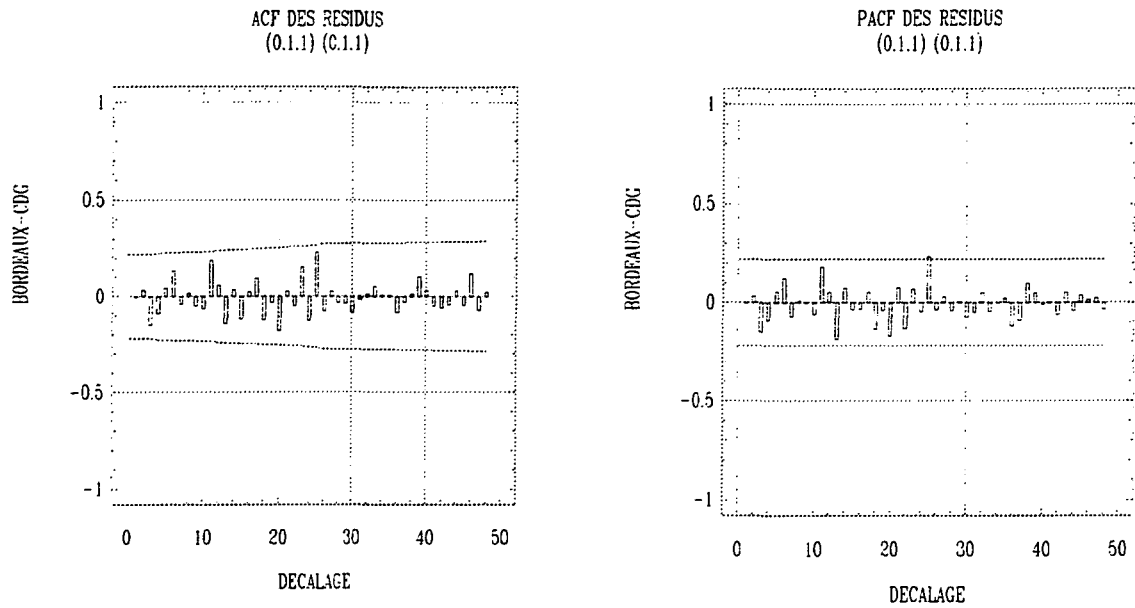 ACF DES RESIDUS
(0.1.1) (C.1.1)
BORDEAUX--CDG
1
0.5
0
-0.5
-1
0 10 20 30 40 50
DECALAGE
PACF DES RESIDUS
(0.1.1) (0.1.1)
BORDEAUX--CDG
1
0.5
0
-0.5
-1
0 10 20 30 40 50
DECALAGE